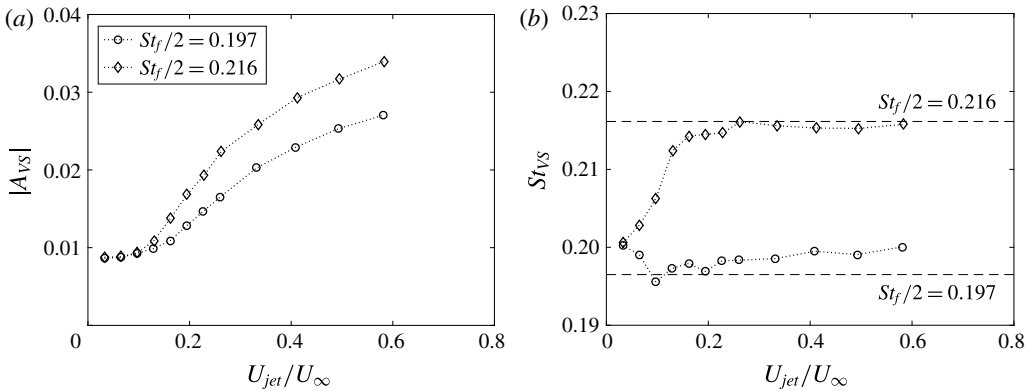 (a)
0.04
0.03
0.02
0.01
0
0.2
0.4
0.6
0.8
|A_VS|
U_jet/U_∞
St_f/2 = 0.197
St_f/2 = 0.216
(b)
0.23
0.22
0.21
0.20
0.19
0
0.2
0.4
0.6
0.8
St_VS
U_jet/U_∞
St_f/2 = 0.216
St_f/2 = 0.197